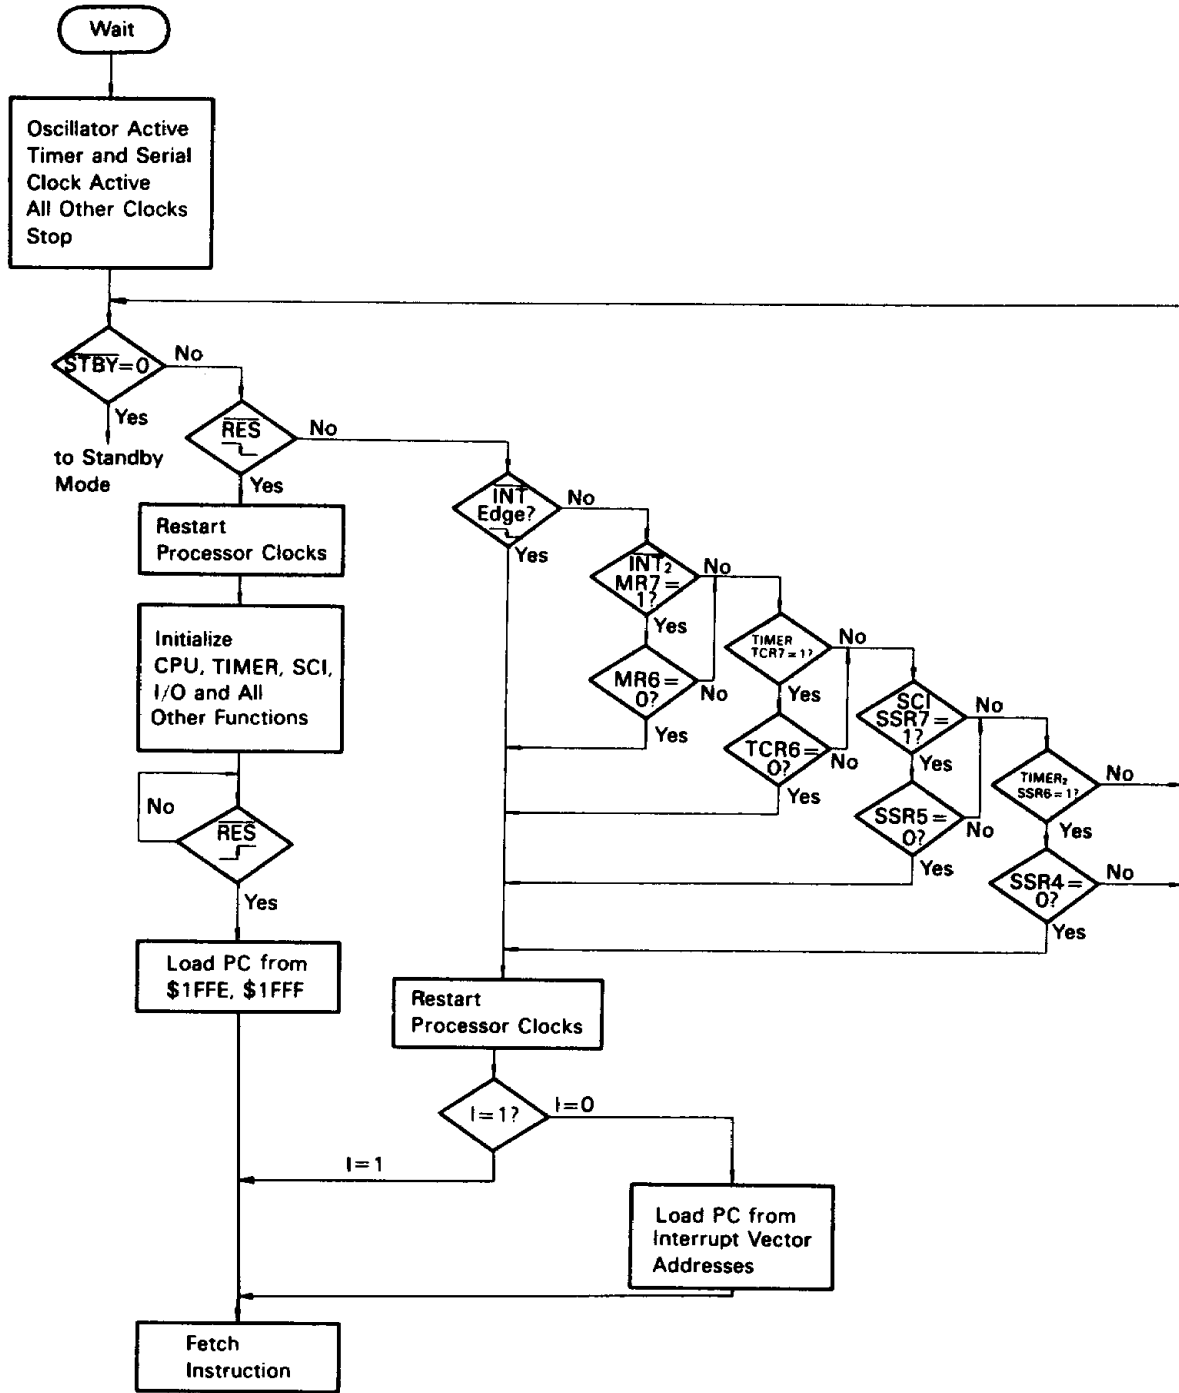 Wait
Oscillator Active
Timer and Serial
Clock Active
All Other Clocks
Stop
STBY=0
No
Yes
to Standby
Mode
RES
No
Yes
Restart
Processor Clocks
Initialize
CPU, TIMER, SCI,
I/O and All
Other Functions
No
RES
Yes
Load PC from
$1FFE, $1FFF
INT
Edge?
No
Yes
INT2
MR7=
1?
No
Yes
MR6=
0?
No
Yes
TIMER
TCR7=1?
No
Yes
TCR6=
0?
No
Yes
SCI
SSR7=
1?
No
Yes
SSR5=
0?
No
Yes
TIMER2
SSR6=1?
No
Yes
SSR4=
0?
No
Yes
Restart
Processor Clocks
I=1?
I=0
I=1
Load PC from
Interrupt Vector
Addresses
Fetch
Instruction